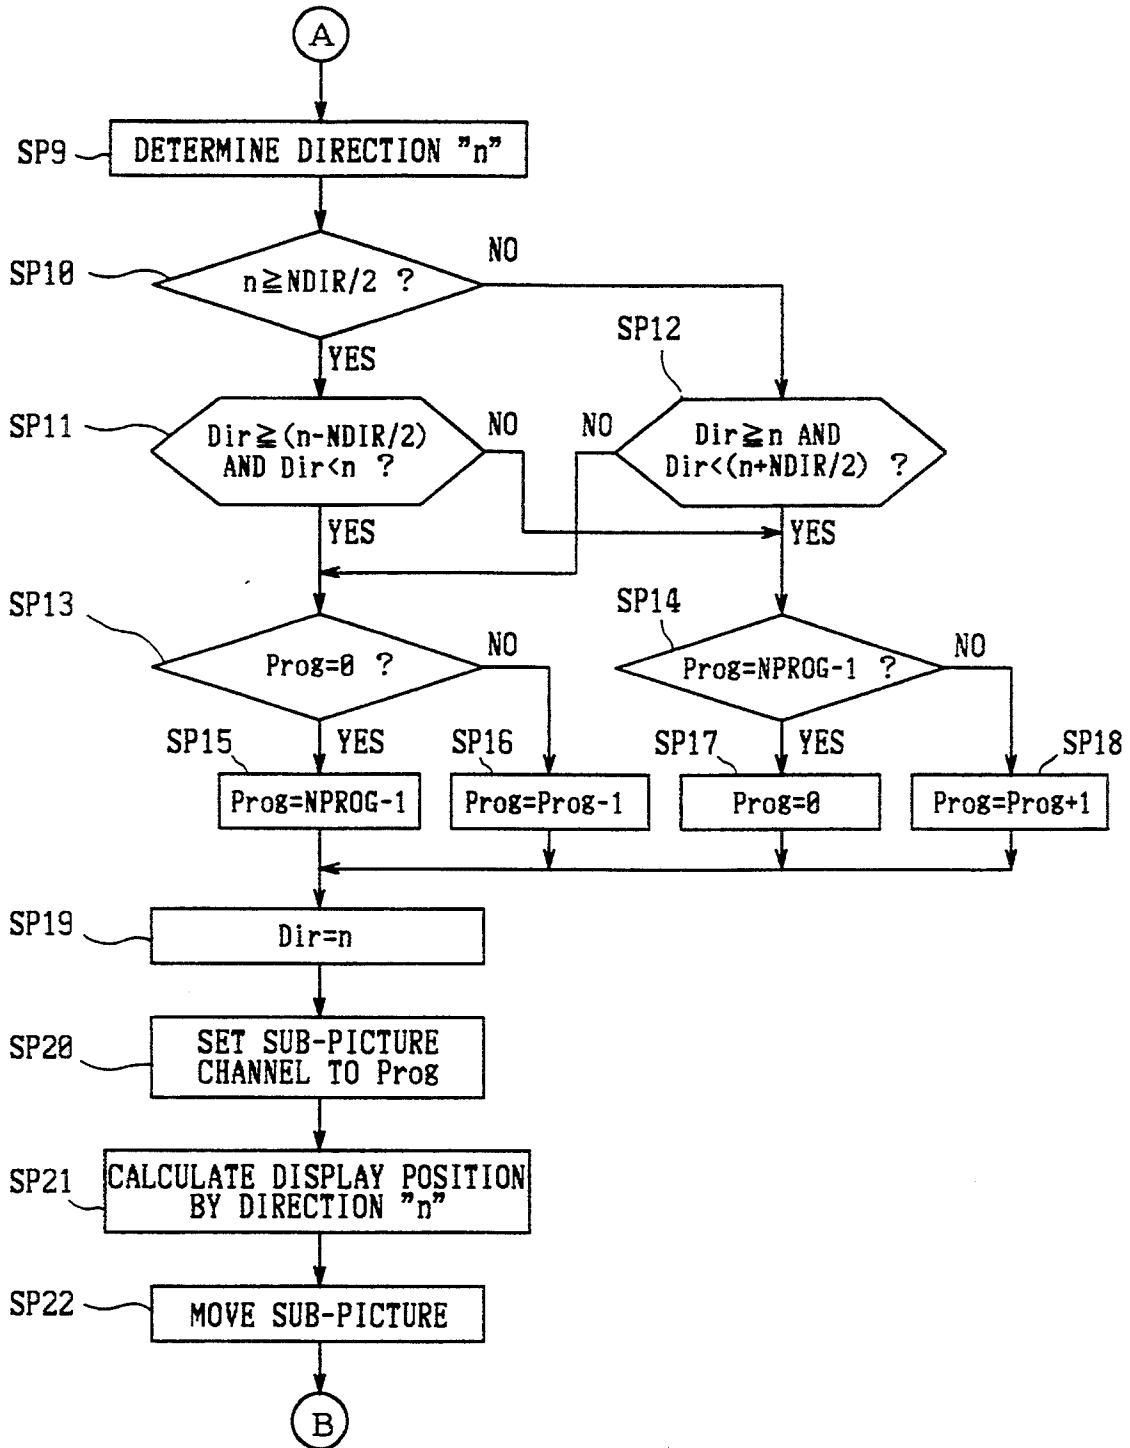 A
SP9
DETERMINE DIRECTION "n"
SP10
n≧NDIR/2 ?
NO
YES
SP11
Dir≧(n-NDIR/2)
AND Dir<n ?
NO
YES
SP12
Dir≧n AND
Dir<(n+NDIR/2) ?
NO
YES
SP13
Prog=0 ?
NO
YES
SP14
Prog=NPROG-1 ?
NO
YES
SP15
Prog=NPROG-1
SP16
Prog=Prog-1
SP17
Prog=0
SP18
Prog=Prog+1
SP19
Dir=n
SP20
SET SUB-PICTURE
CHANNEL TO Prog
SP21
CALCULATE DISPLAY POSITION
BY DIRECTION "n"
SP22
MOVE SUB-PICTURE
B